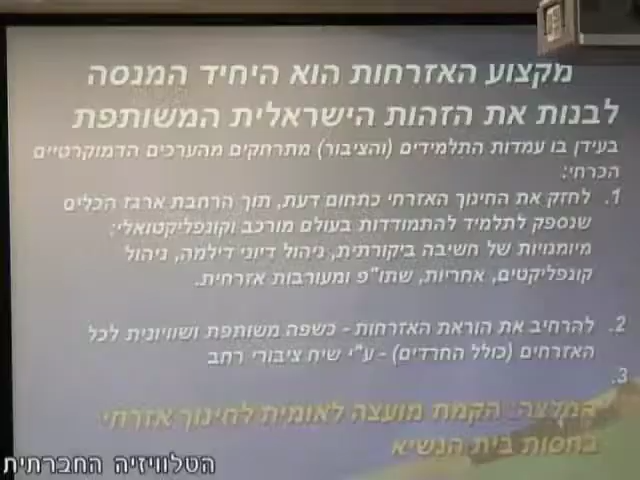 מקצוע האזרחות הוא היחיד המנסה
לבנות את הזהות הישראלית המשותפת
בעידן בו עמדות התלמידים (והציבור) מתרחקים מהערכים הדמוקרטיים
הכרחי:
1. לחזק את החינוך האזרחי כתחום דעת, תוך הרחבת ארגז הכלים
שנספק לתלמיד להתמודדות בעולם מורכב וקונפליקטואלי:
מיומנויות של חשיבה ביקורתית, ניהול דיוני דילמה, ניהול
קונפליקטים, אחריות, שתו"פ ומעורבות אזרחית.
2. להרחיב את הוראת האזרחות - כשפה משותפת ושוויונית לכל
האזרחים (כולל החרדים) - ע"י שיח ציבורי רחב
3.
המלצה: הקמת מועצה לאומית לחינוך אזרחי
בחסות בית הנשיא
הטלוויזיה החברתית